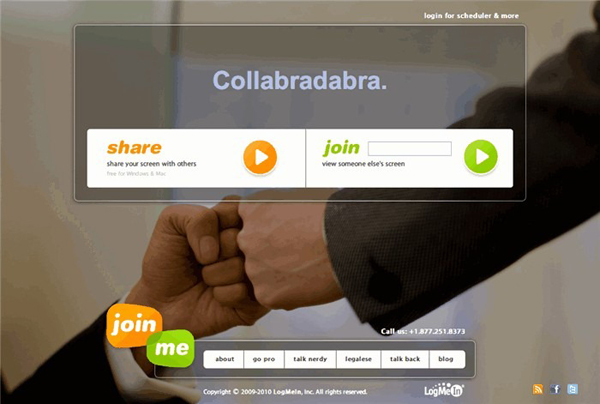 login for scheduler & more
Collabradabra.
share
share your screen with others
free for Windows & Mac
join
view someone else's screen
join
me
Call us: +1.877.251.8373
about
go pro
talk nerdy
legalese
talk back
blog
Copyright © 2009-2010 LogMeIn, Inc. All rights reserved.
LogMeIn